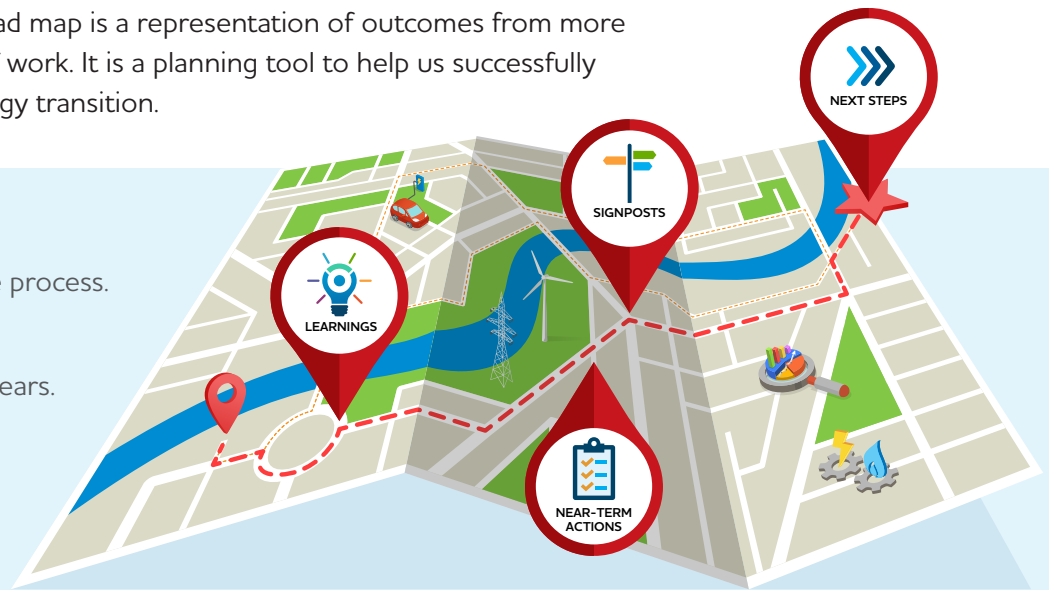 ad map is a representation of outcomes from more
work. It is a planning tool to help us successfully
gy transition.
NEXT STEPS
SIGNPOSTS
process.
LEARNINGS
ears.
NEAR-TERM
ACTIONS